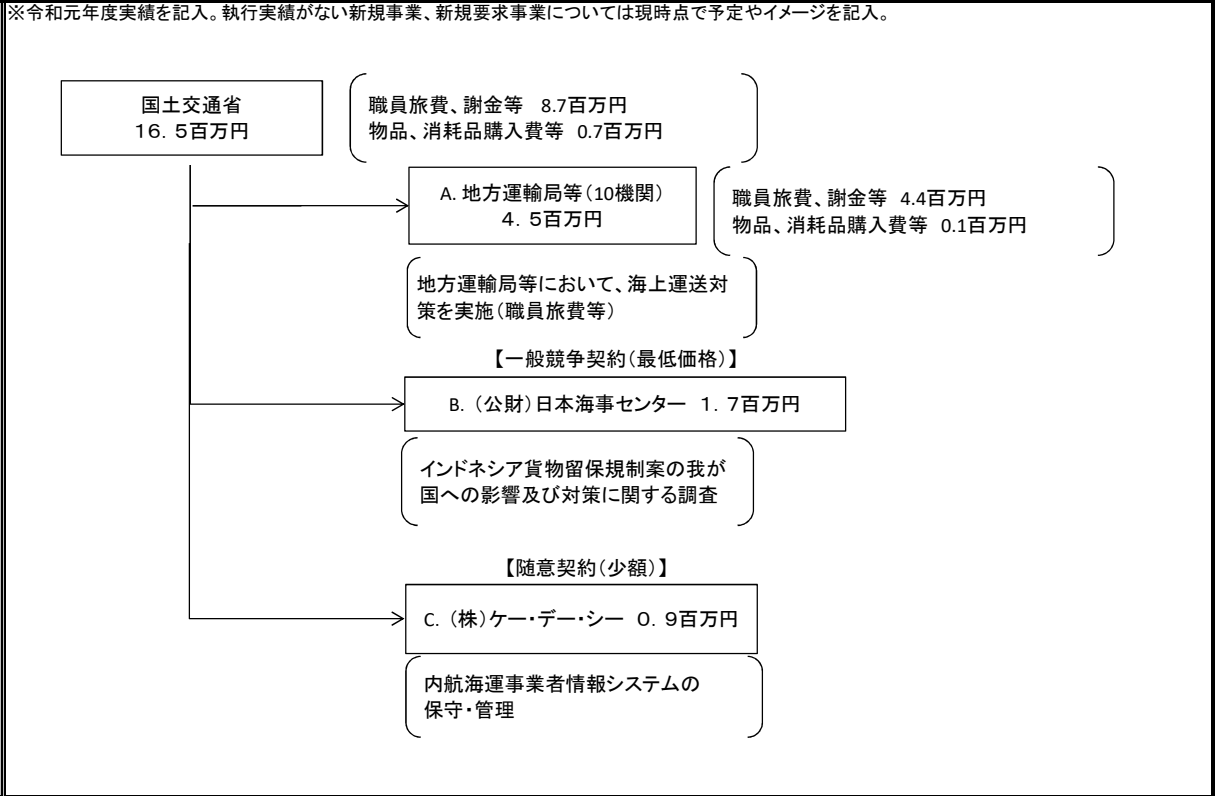 ※令和元年度実績を記入。執行実績がない新規事業、新規要求事業については現時点で予定やイメージを記入。
国土交通省
１６．５百万円
職員旅費、謝金等 8.7百万円
物品、消耗品購入費等 0.7百万円
A. 地方運輸局等（10機関）
４．５百万円
職員旅費、謝金等 4.4百万円
物品、消耗品購入費等 0.1百万円
地方運輸局等において、海上運送対
策を実施（職員旅費等）
【一般競争契約（最低価格）】
B. （公財）日本海事センター １．７百万円
インドネシア貨物留保規制案の我が
国への影響及び対策に関する調査
【随意契約（少額）】
C. （株）ケー・デー・シー ０．９百万円
内航海運事業者情報システムの
保守・管理